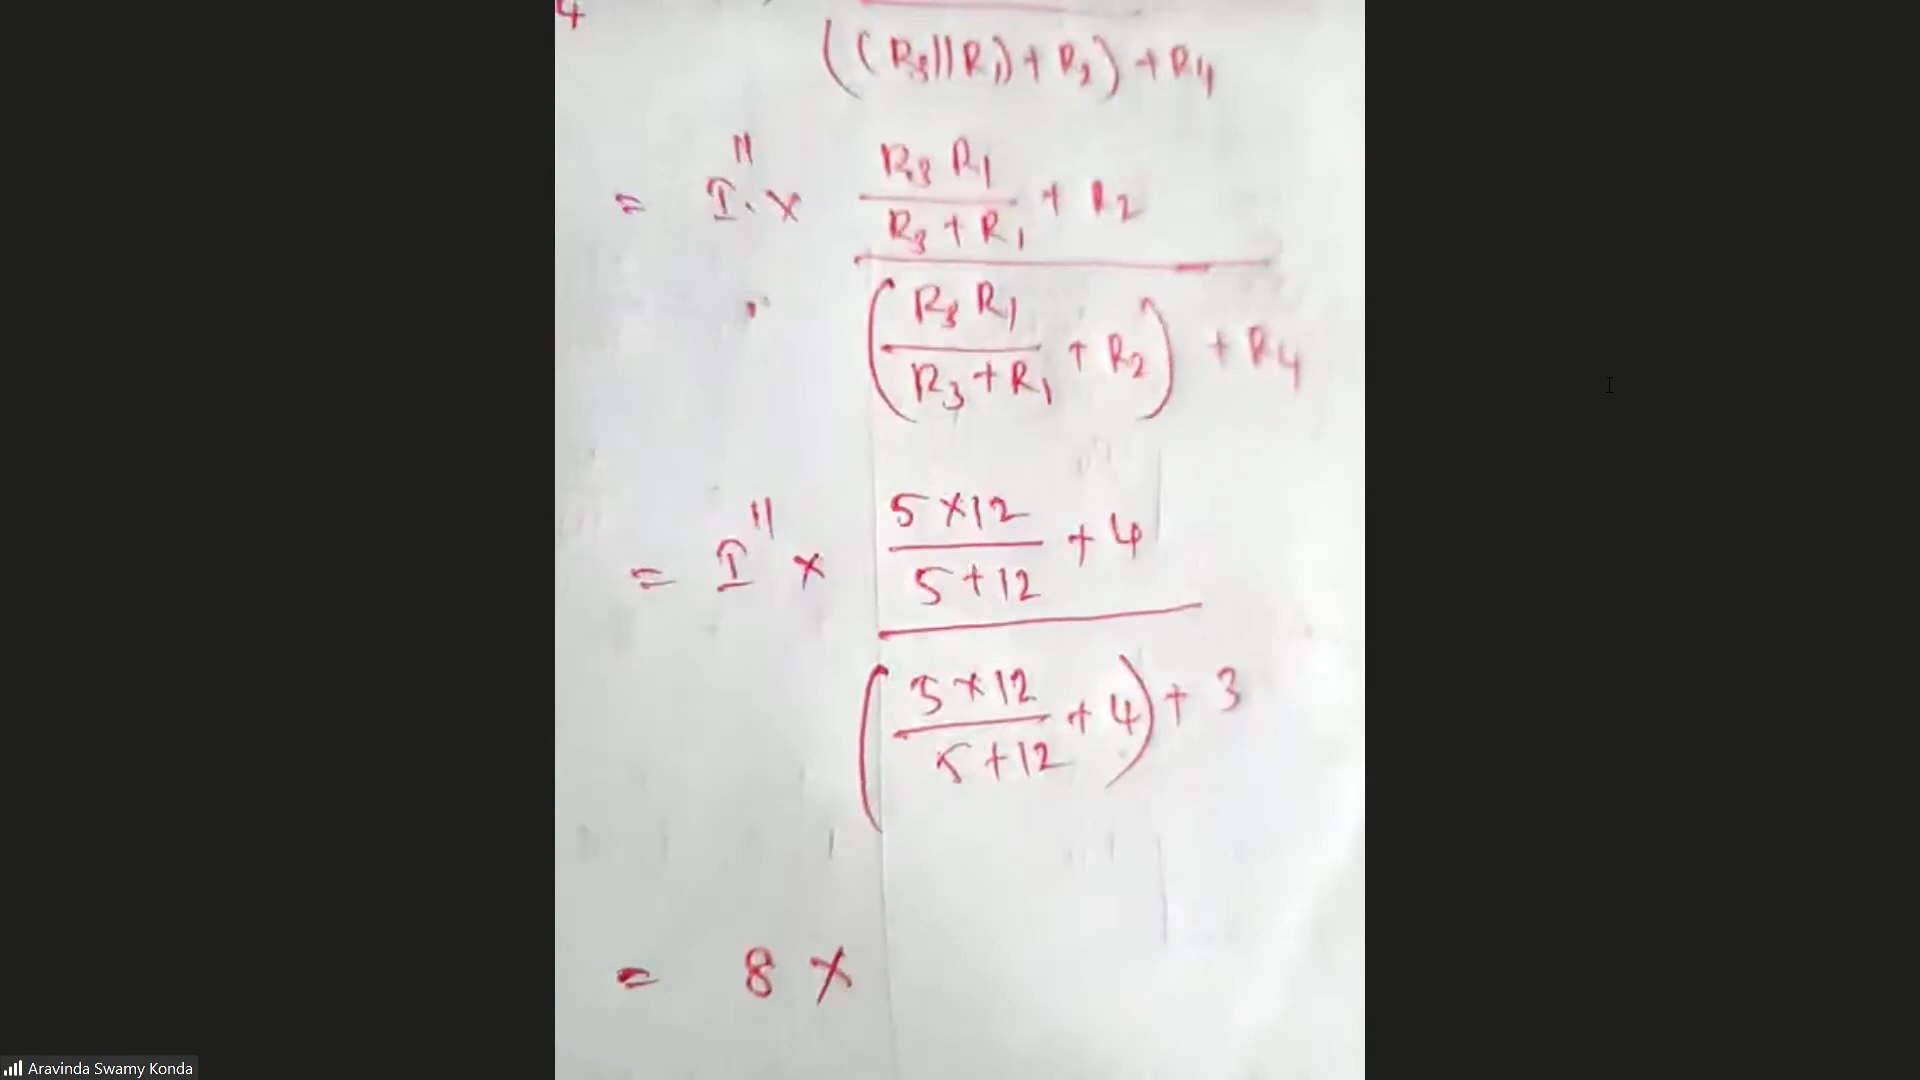 4
((R3||R1)+R2)+R4
= I" × R3 R1 / R3 + R1 + R2
(R3 R1 / R3 + R1 + R2) + R4
= I" × 5×12 / 5+12 + 4
(5×12 / 5+12 + 4) + 3
= 8 ×
Aravinda Swamy Konda